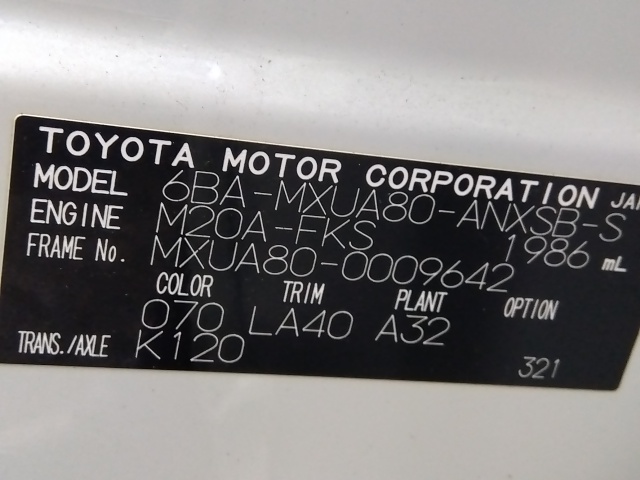 TOYOTA MOTOR CORPORATION JA
MODEL 6BA-MXUA80-ANXSB-S
ENGINE M20A-FKS 1986 mL
FRAME No. MXUA80-0009642
COLOR TRIM PLANT OPTION
070 LA40 A32
TRANS./AXLE K120 321